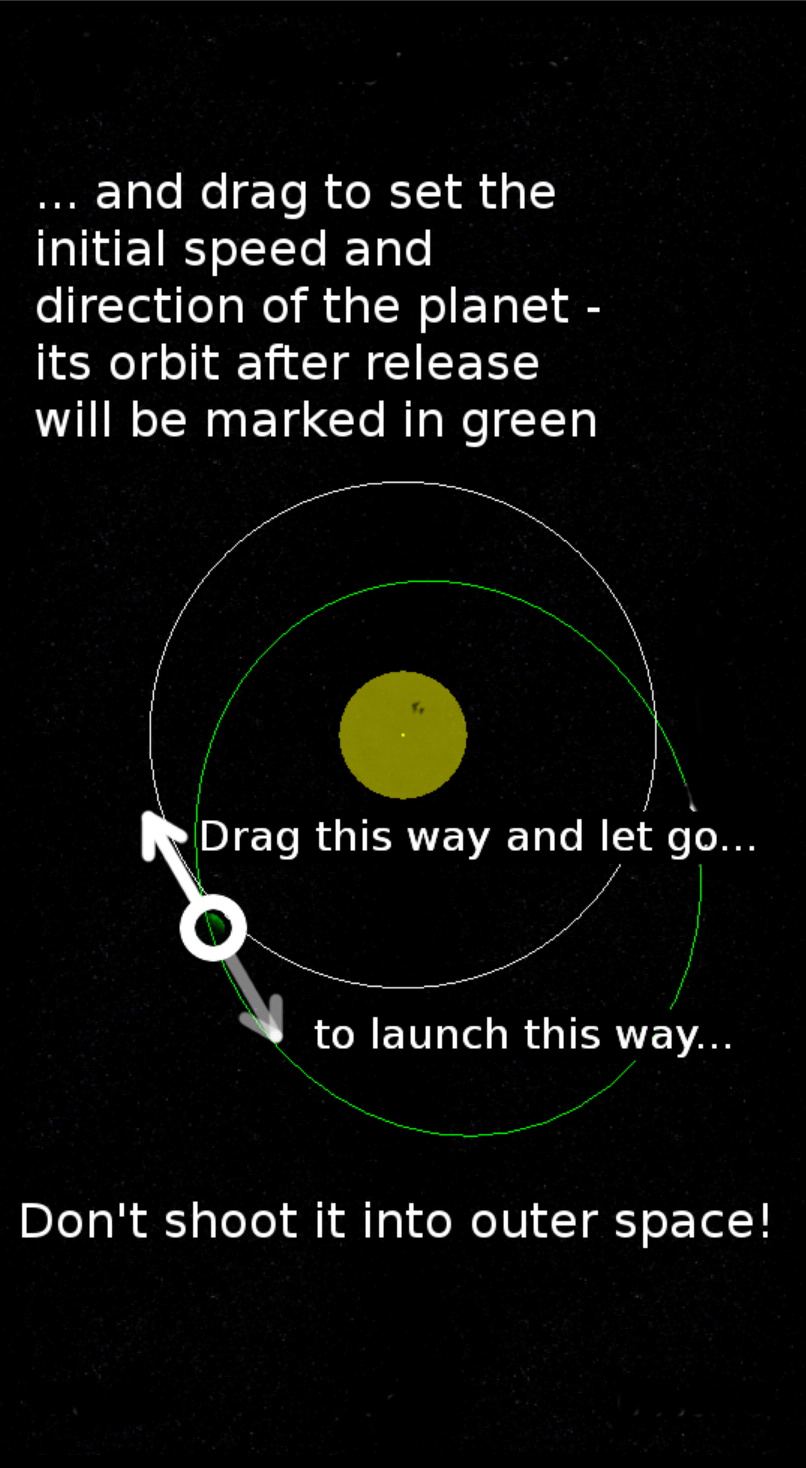 ... and drag to set the
initial speed and
direction of the planet -
its orbit after release
will be marked in green
Drag this way and let go...
to launch this way...
Don't shoot it into outer space!